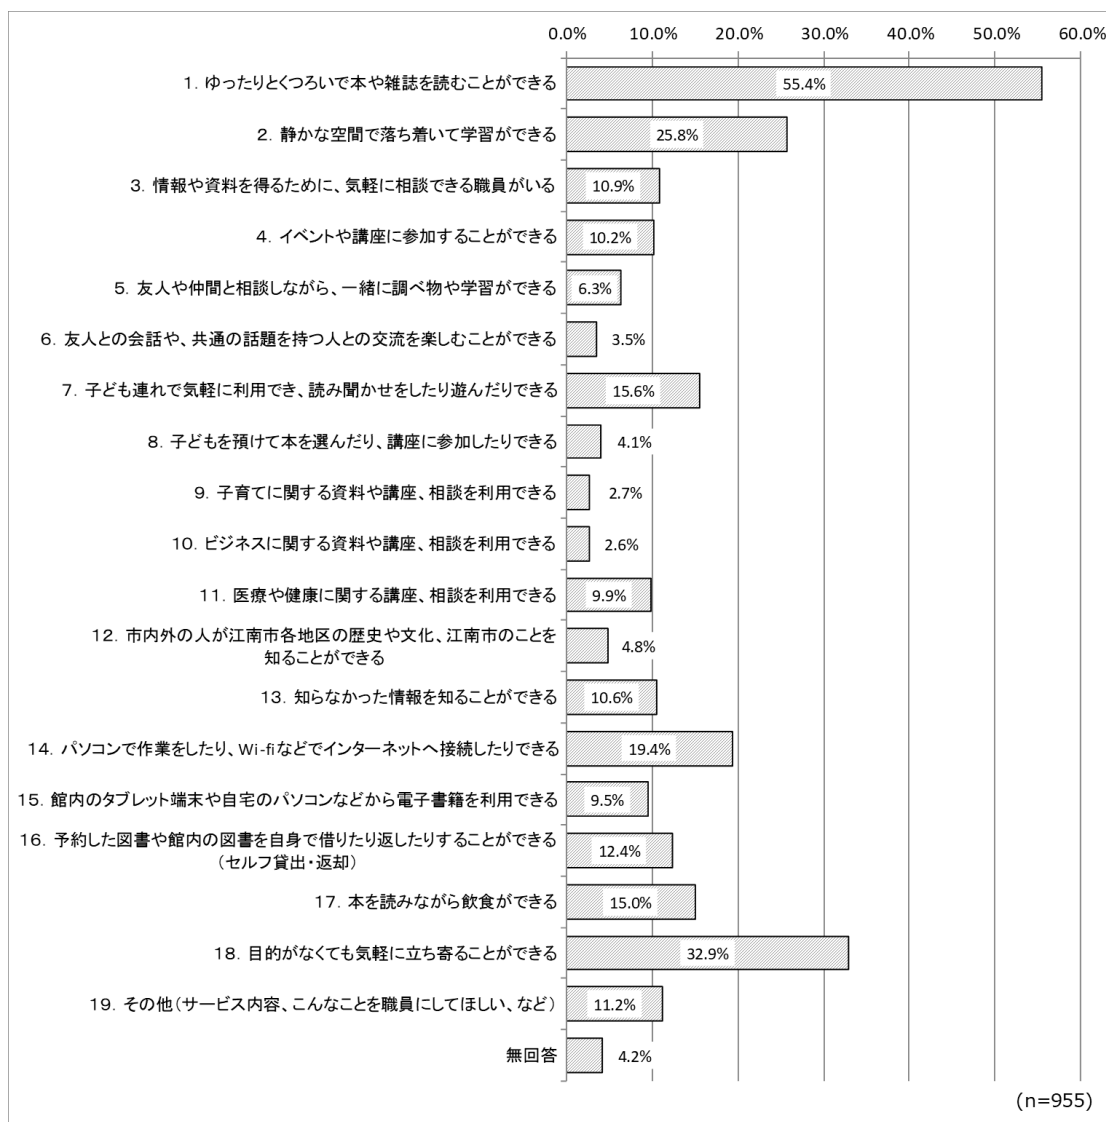 0.0% 10.0% 20.0% 30.0% 40.0% 50.0% 60.0%
１．ゆったりとくつろいで本や雑誌を読むことができる 55.4%
２．静かな空間で落ち着いて学習ができる 25.8%
３．情報や資料を得るために、気軽に相談できる職員がいる 10.9%
４．イベントや講座に参加することができる 10.2%
５．友人や仲間と相談しながら、一緒に調べ物や学習ができる 6.3%
６．友人との会話や、共通の話題を持つ人との交流を楽しむことができる 3.5%
７．子ども連れで気軽に利用でき、読み聞かせをしたり遊んだりできる 15.6%
８．子どもを預けて本を選んだり、講座に参加したりできる 4.1%
９．子育てに関する資料や講座、相談を利用できる 2.7%
１０．ビジネスに関する資料や講座、相談を利用できる 2.6%
１１．医療や健康に関する講座、相談を利用できる 9.9%
１２．市内外の人が江南市各地区の歴史や文化、江南市のことを
知ることができる 4.8%
１３．知らなかった情報を知ることができる 10.6%
１４．パソコンで作業をしたり、Wi-fiなどでインターネットへ接続したりできる 19.4%
１５．館内のタブレット端末や自宅のパソコンなどから電子書籍を利用できる 9.5%
１６．予約した図書や館内の図書を自身で借りたり返したりすることができる
（セルフ貸出・返却） 12.4%
１７．本を読みながら飲食ができる 15.0%
１８．目的がなくても気軽に立ち寄ることができる 32.9%
１９．その他（サービス内容、こんなことを職員にしてほしい、など） 11.2%
無回答 4.2%
(n=955)